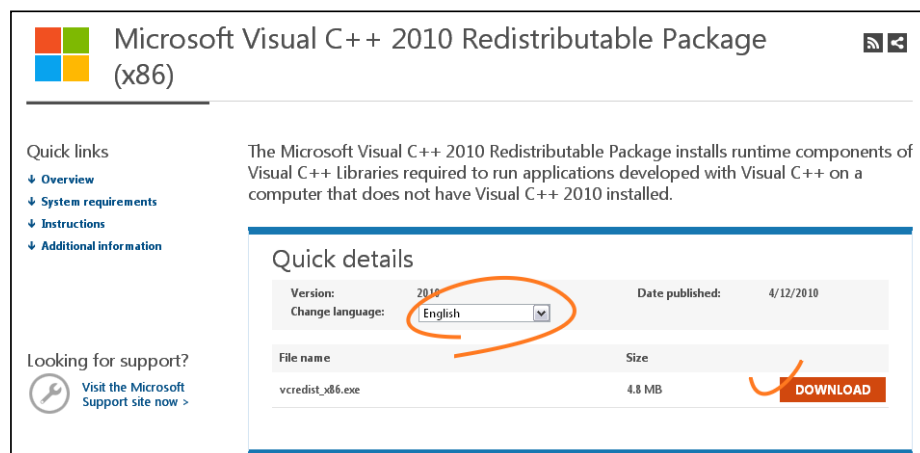 Microsoft Visual C++ 2010 Redistributable Package
(x86)
Quick links
Overview
System requirements
Instructions
Additional information
Looking for support?
Visit the Microsoft
Support site now >
The Microsoft Visual C++ 2010 Redistributable Package installs runtime components of
Visual C++ Libraries required to run applications developed with Visual C++ on a
computer that does not have Visual C++ 2010 installed.
Quick details
Version: 2010 Date published: 4/12/2010
Change language: English
File name Size
vcredist_x86.exe 4.8 MB DOWNLOAD